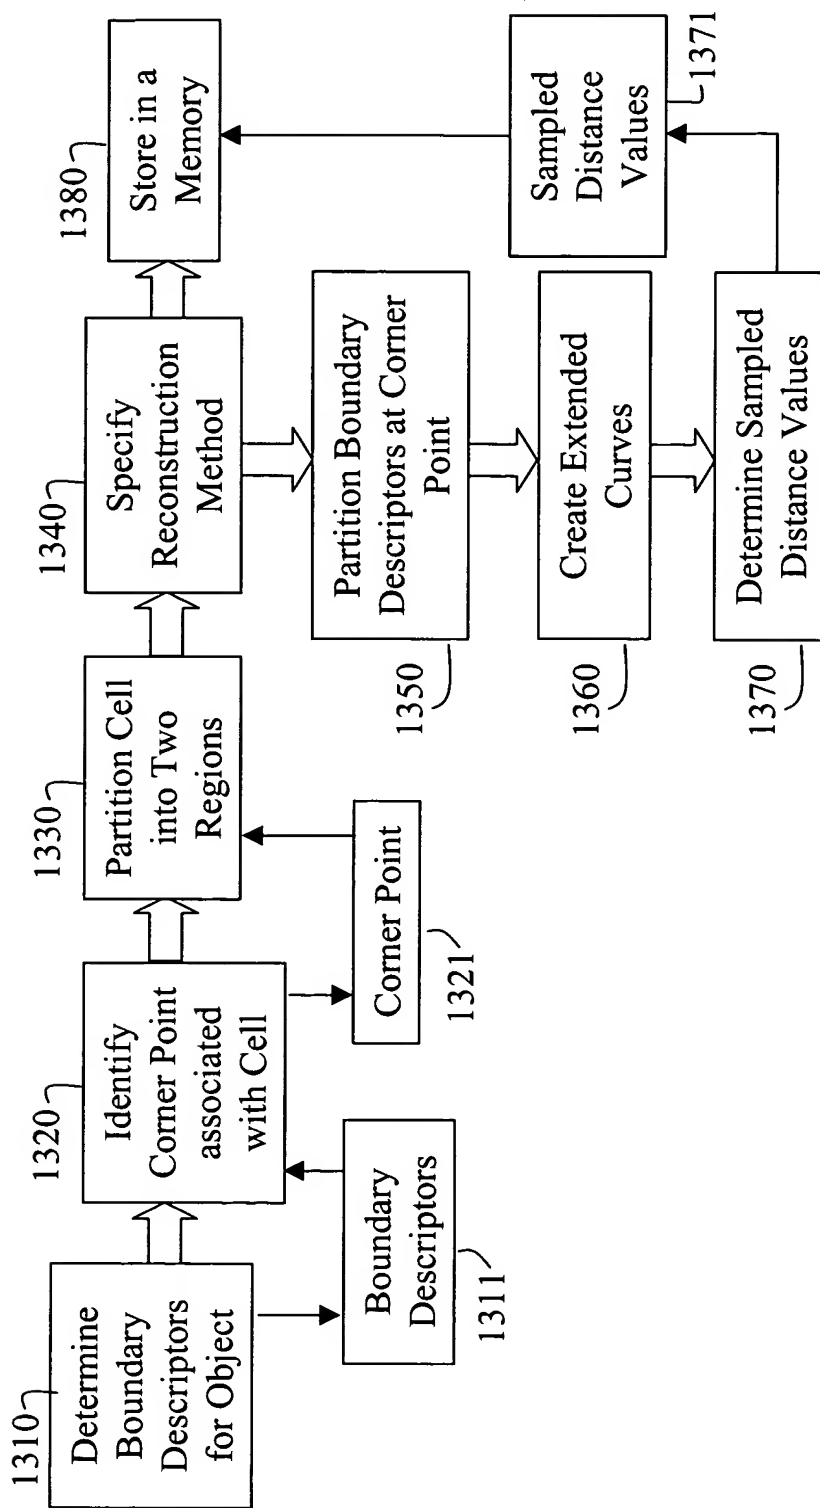 1310
Determine
Boundary
Descriptors
for Object
Boundary
Descriptors
1311
1320
Identify
Corner Point
associated
with Cell
Corner Point
1321
1330
Partition Cell
into Two
Regions
1340
Specify
Reconstruction
Method
1380
Store in a
Memory
1350
Partition Boundary
Descriptors at Corner
Point
1360
Create Extended
Curves
1370
Determine Sampled
Distance Values
Sampled
Distance
Values
1371